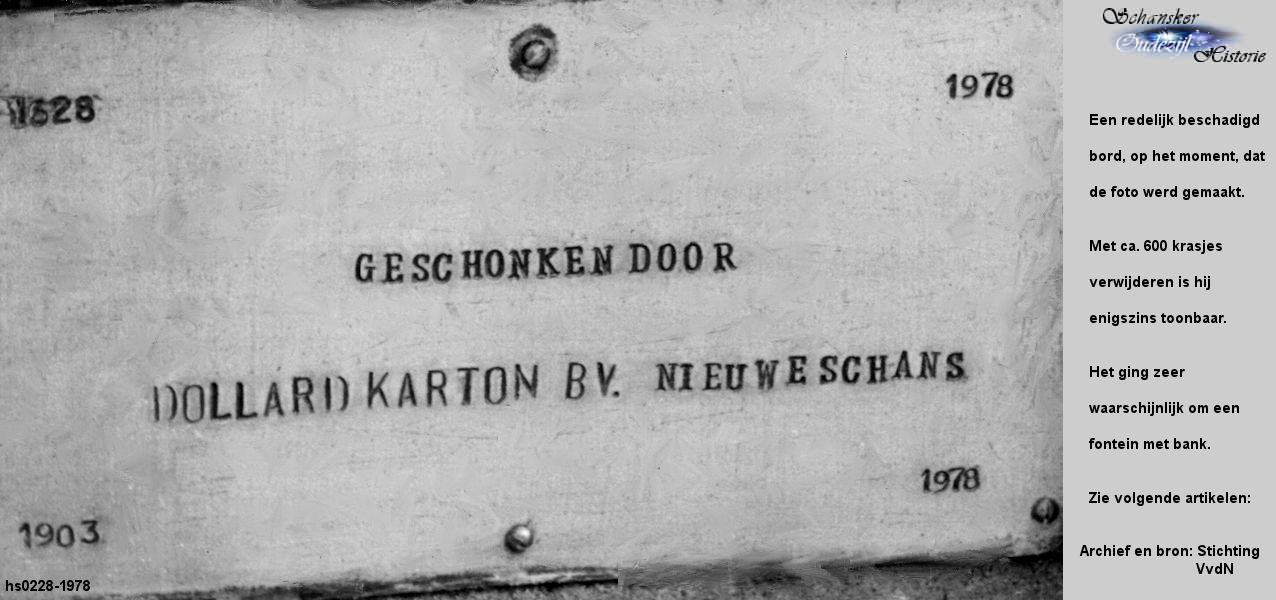 1628
1978
GESCHONKEN DOOR
DOLLARD KARTON BV. NIEUWESCHANS
1978
1903
hs0228-1978
Schansker
Oudezijl
Historie
Een redelijk beschadigd
bord, op het moment, dat
de foto werd gemaakt.
Met ca. 600 krasjes
verwijderen is hij
enigszins toonbaar.
Het ging zeer
waarschijnlijk om een
fontein met bank.
Zie volgende artikelen:
Archief en bron: Stichting
VvdN